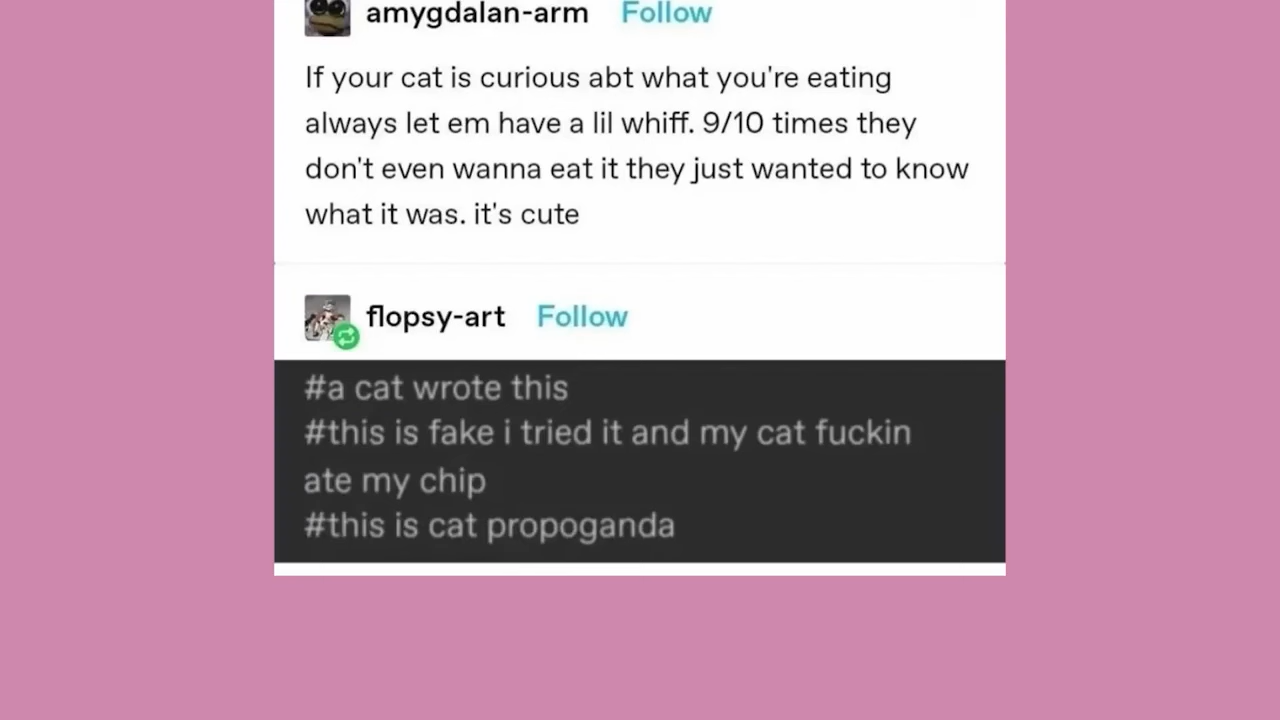 amygdalan-arm Follow
If your cat is curious abt what you're eating
always let em have a lil whiff. 9/10 times they
don't even wanna eat it they just wanted to know
what it was. it's cute
flopsy-art Follow
#a cat wrote this
#this is fake i tried it and my cat fuckin
ate my chip
#this is cat propoganda